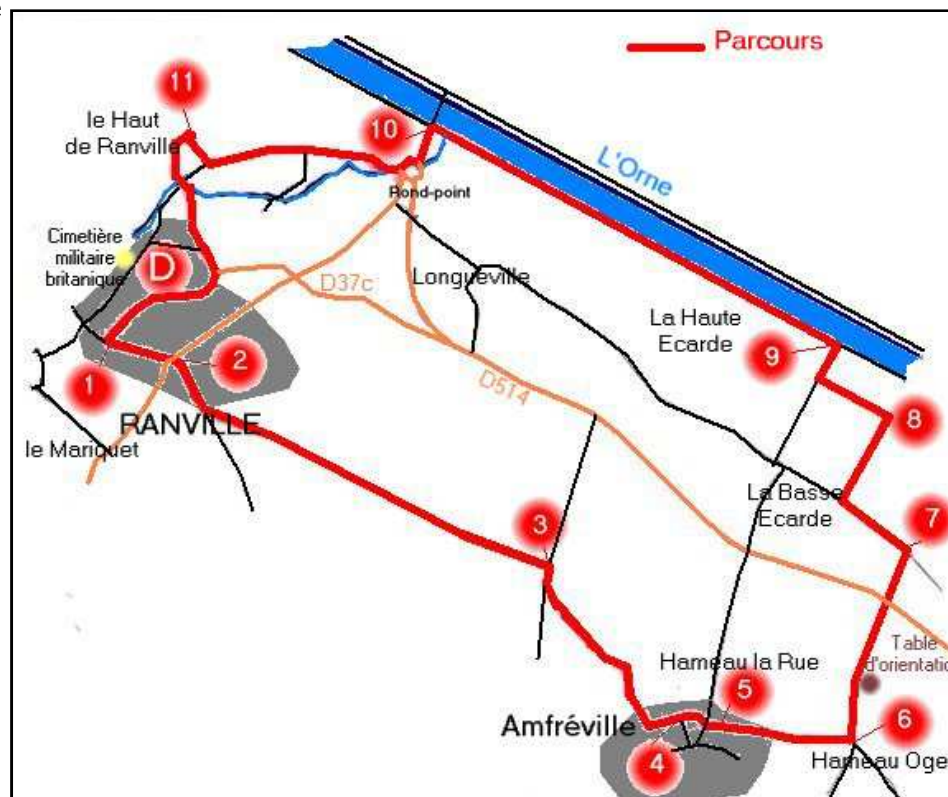 Parcours
11
le Haut
de Ranville
10
L'Orne
Rond-point
Cimetière
militaire
britanique
D
D37c
Longueville
La Haute
Ecarde
9
8
1
2
D514
RANVILLE
le Mariquet
La Basse
Ecarde
7
3
Table
d'orientatio
Hameau la Rue
5
Amfréville
4
6
Hameau Oge